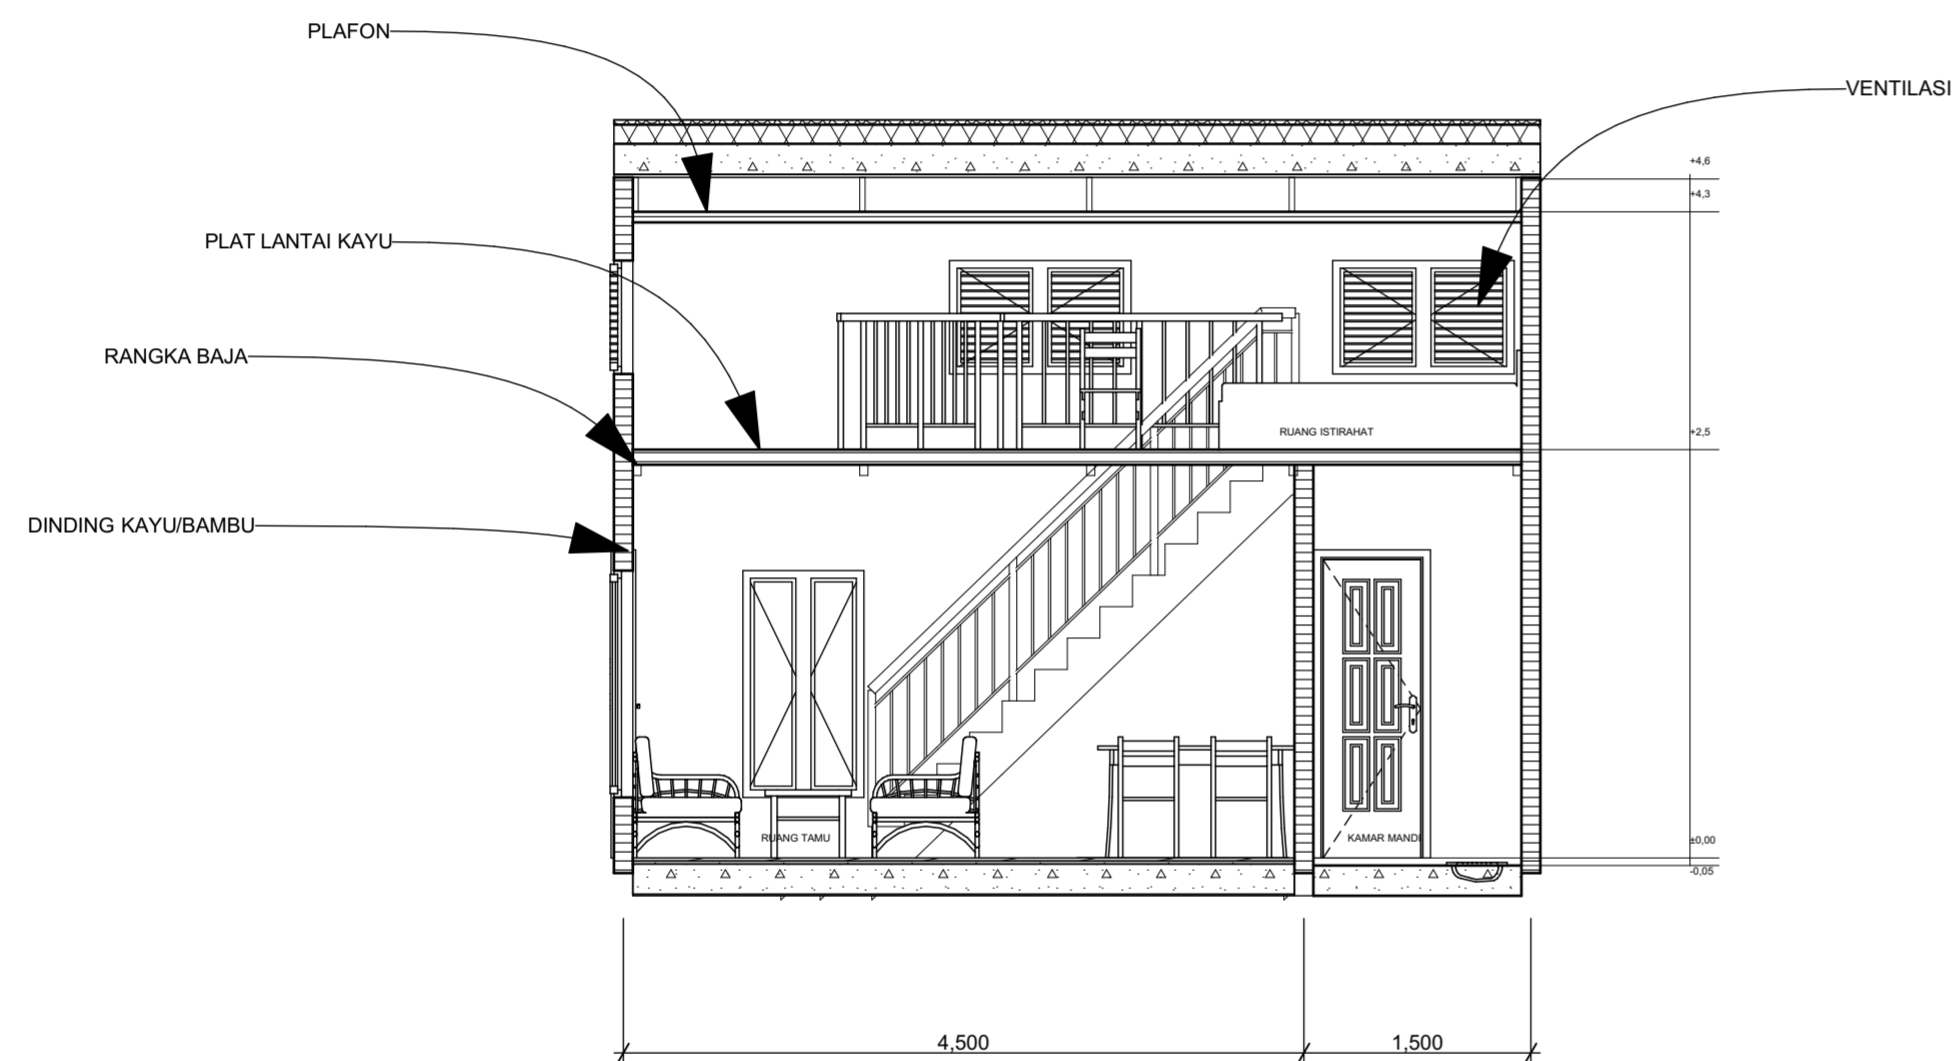 PLAFON
VENTILASI
+4,6
+4,3
PLAT LANTAI KAYU
RANGKA BAJA
RUANG ISTIRAHAT
+2,5
DINDING KAYU/BAMBU
RUANG TAMU
KAMAR MANDI
±0,00
-0,05
4,500
1,500